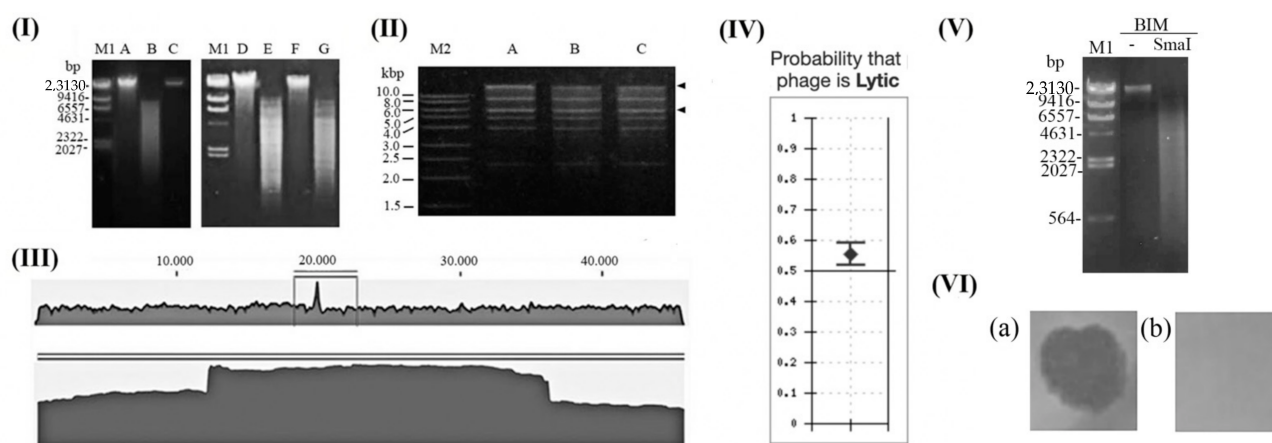 (I)
M1 A B C
M1 D E F G
bp
2,3130-
9416-
6557-
4631-
2322-
2027-
(II)
M2 A B C
kbp
10.0
8.0
6.0
5.0
4.0
3.0
2.5
2.0
1.5
(III)
10.000 20.000 30.000 40.000
(IV)
Probability that
phage is Lytic
1
0.9
0.8
0.7
0.6
0.5
0.4
0.3
0.2
0.1
0
(V)
BIM
M1 - SmaI
bp
2,3130-
9416-
6557-
4631-
2322-
2027-
564-
(VI)
(a) (b)